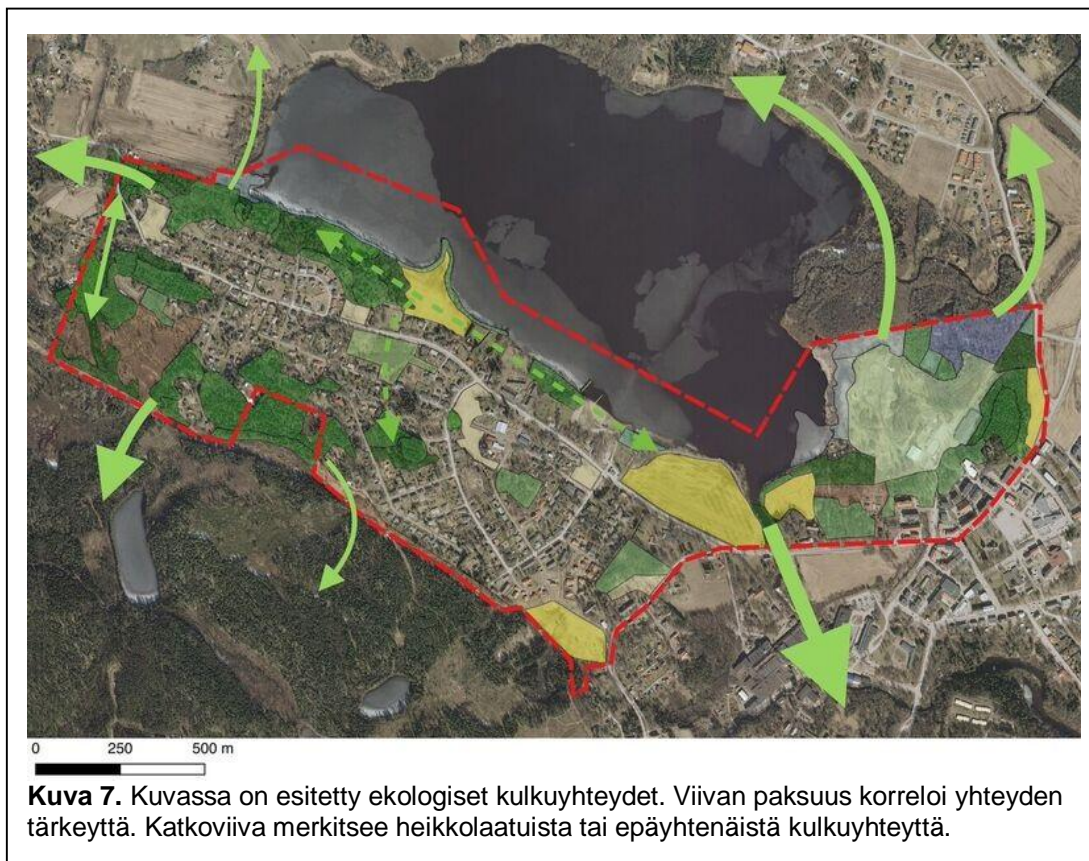 0 250 500 m
Kuva 7. Kuvassa on esitetty ekologiset kulkuyhteydet. Viivan paksuus korreloi yhteyden
tärkeyttä. Katkoviiva merkitsee heikkolaatuista tai epäyhtenäistä kulkuyhteyttä.